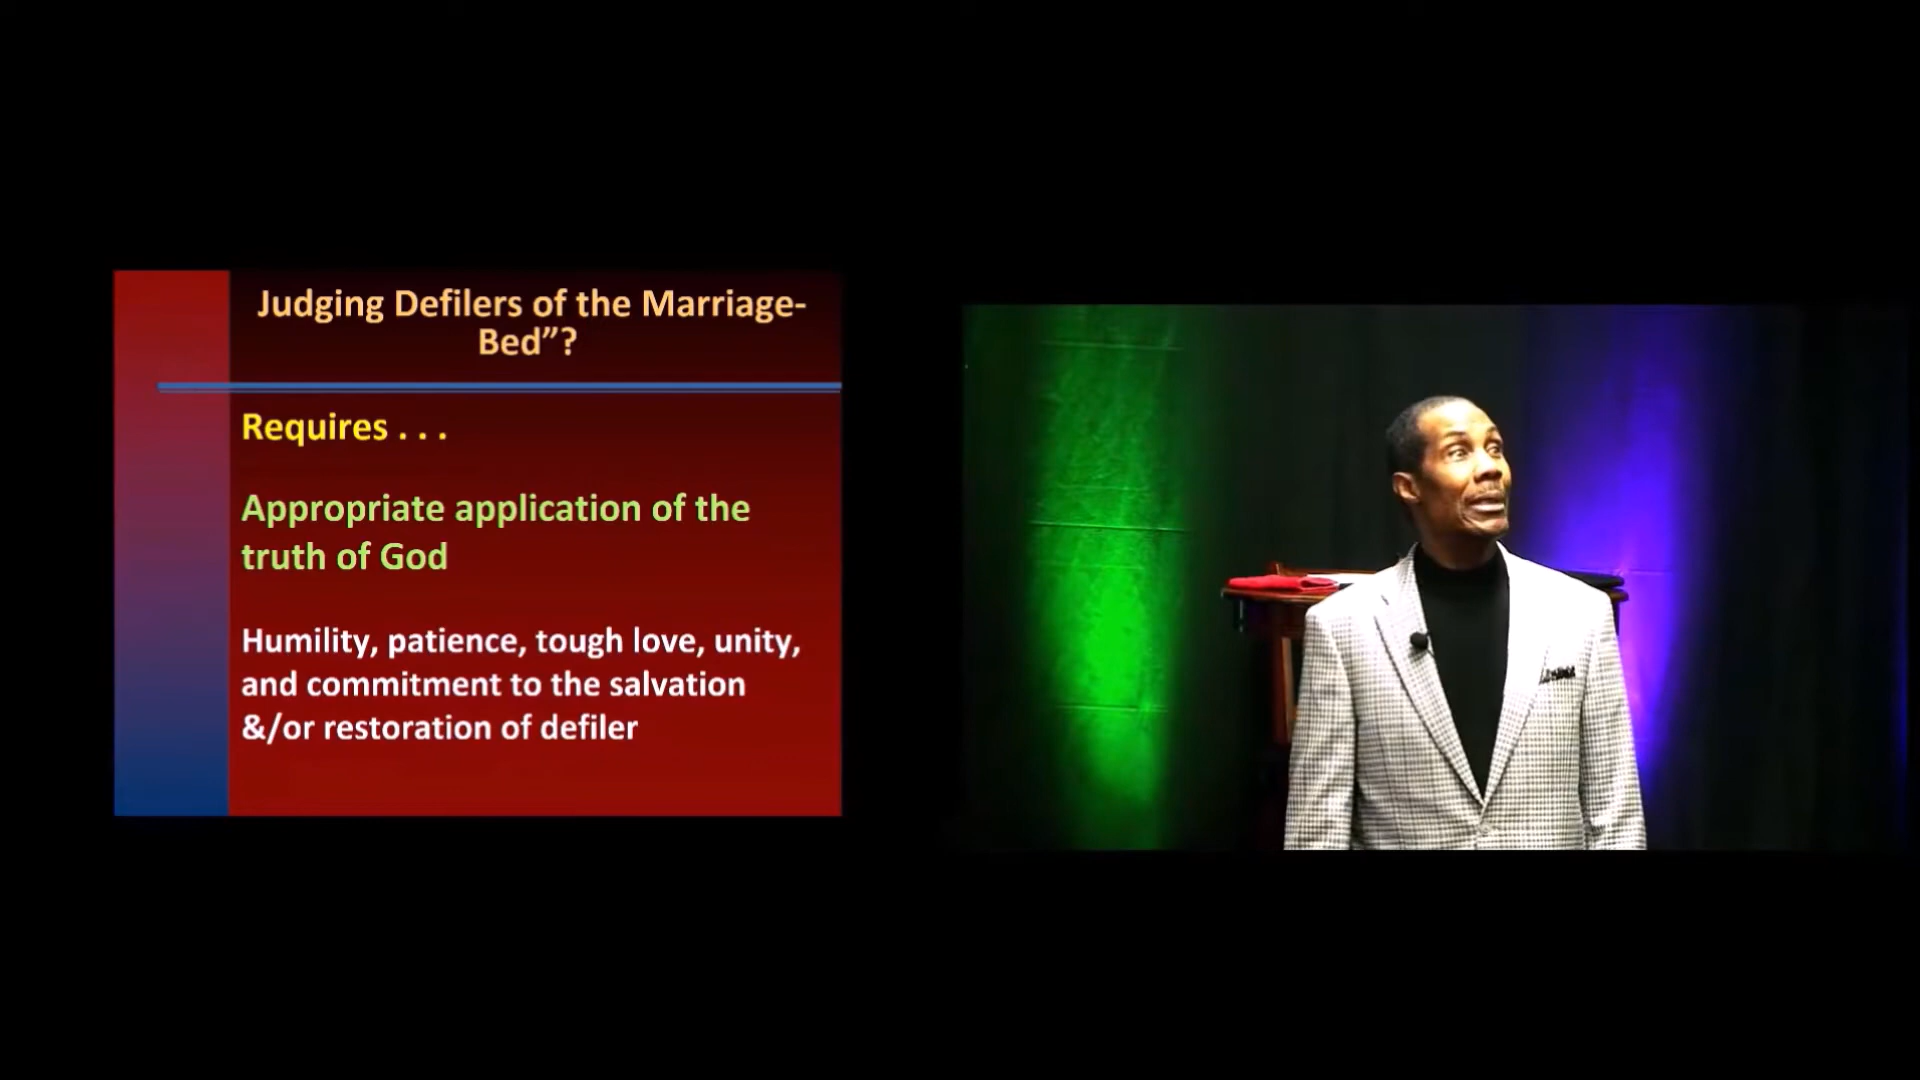 Judging Defilers of the Marriage-
Bed”?
Requires . . .
Appropriate application of the
truth of God
Humility, patience, tough love, unity,
and commitment to the salvation
&/or restoration of defiler